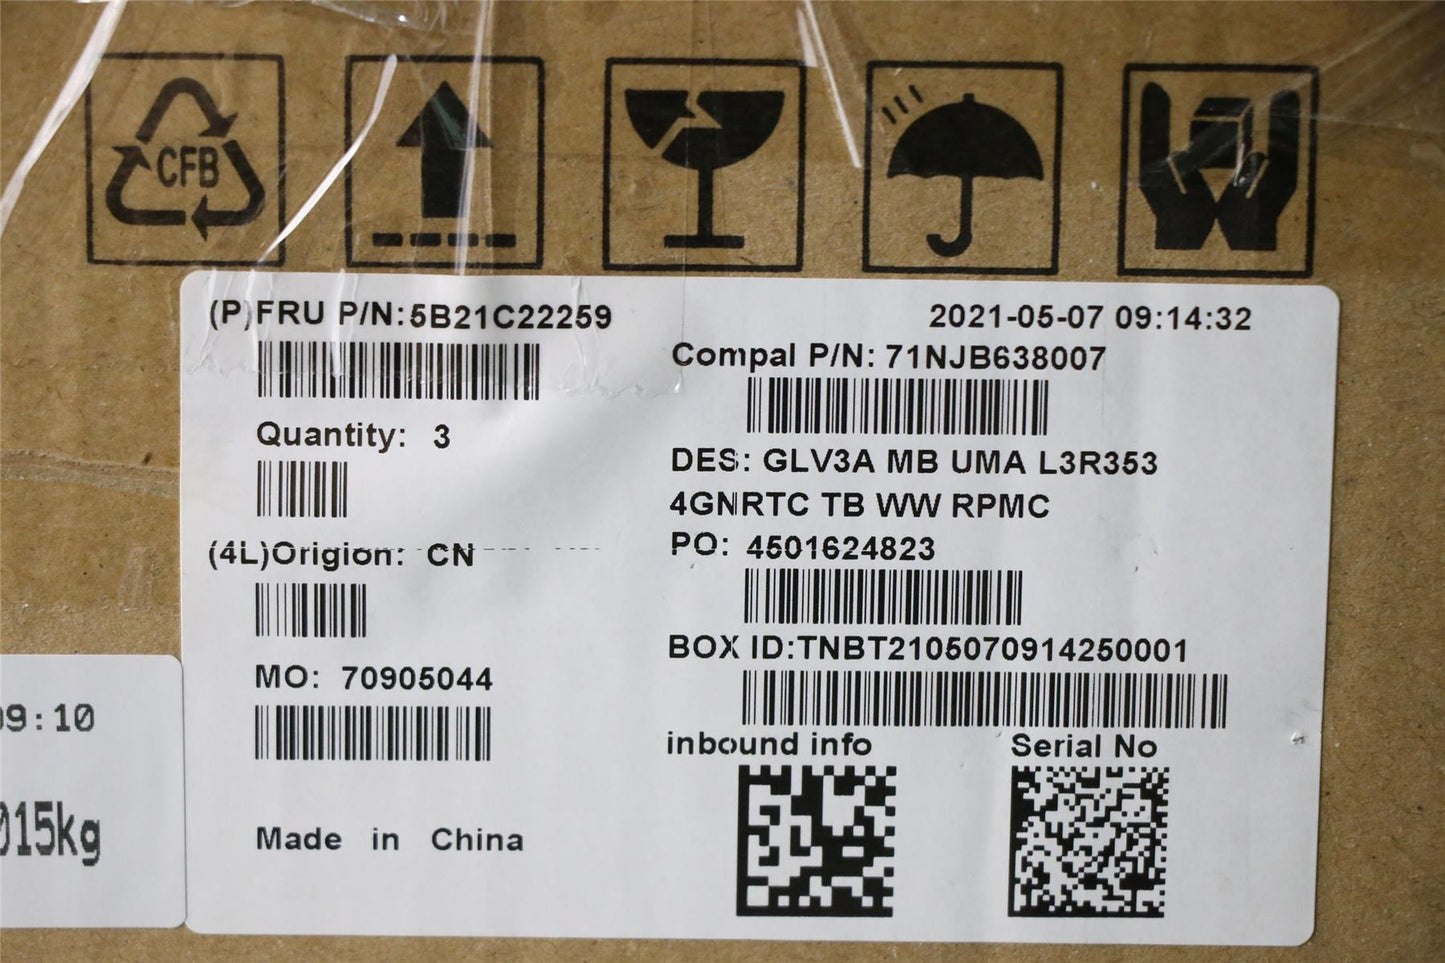 CFB
(P)FRU P/N:5B21C22259
2021-05-07 09:14:32
Compal P/N: 71NJB638007
Quantity: 3
DES: GLV3A MB UMA L3R353
4GNRTC TB WW RPMC
(4L)Origion: CN
PO: 4501624823
BOX ID:TNBT2105070914250001
MO: 70905044
inbound info
Serial No
Made in China
09:10
015kg